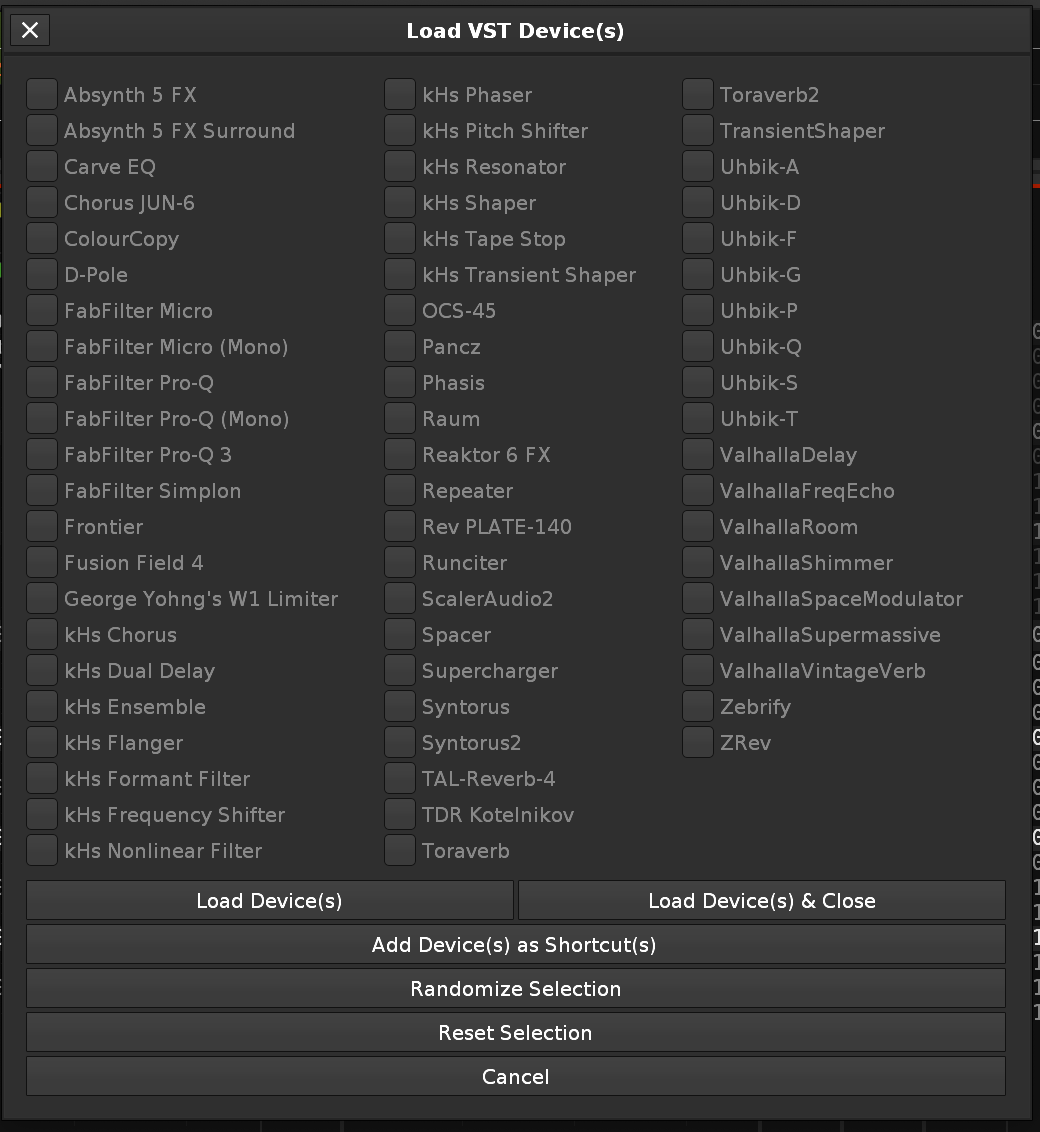 Load VST Device(s)
Absynth 5 FX
Absynth 5 FX Surround
Carve EQ
Chorus JUN-6
ColourCopy
D-Pole
FabFilter Micro
FabFilter Micro (Mono)
FabFilter Pro-Q
FabFilter Pro-Q (Mono)
FabFilter Pro-Q 3
FabFilter Simplon
Frontier
Fusion Field 4
George Yohng's W1 Limiter
kHs Chorus
kHs Dual Delay
kHs Ensemble
kHs Flanger
kHs Formant Filter
kHs Frequency Shifter
kHs Nonlinear Filter
kHs Phaser
kHs Pitch Shifter
kHs Resonator
kHs Shaper
kHs Tape Stop
kHs Transient Shaper
OCS-45
Pancz
Phasis
Raum
Reaktor 6 FX
Repeater
Rev PLATE-140
Runciter
ScalerAudio2
Spacer
Supercharger
Syntorus
Syntorus2
TAL-Reverb-4
TDR Kotelnikov
Toraverb
Toraverb2
TransientShaper
Uhbik-A
Uhbik-D
Uhbik-F
Uhbik-G
Uhbik-P
Uhbik-Q
Uhbik-S
Uhbik-T
ValhallaDelay
ValhallaFreqEcho
ValhallaRoom
ValhallaShimmer
ValhallaSpaceModulator
ValhallaSupermassive
ValhallaVintageVerb
Zebrify
ZRev
Load Device(s)
Load Device(s) & Close
Add Device(s) as Shortcut(s)
Randomize Selection
Reset Selection
Cancel